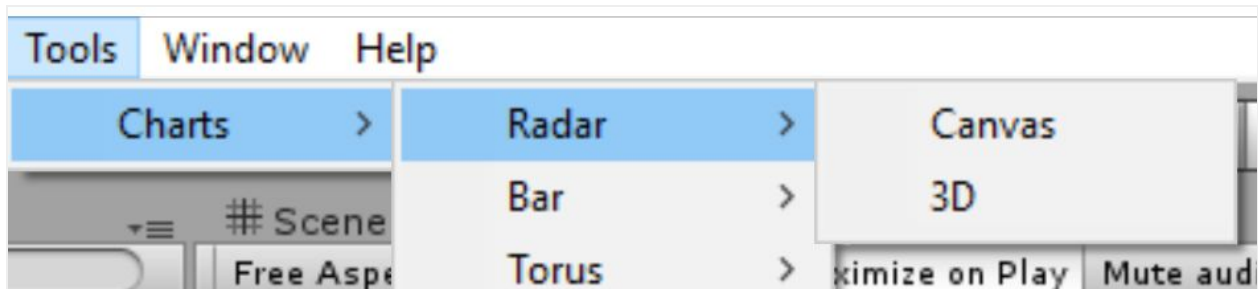 Tools Window Help
Charts > Radar > Canvas
Bar > 3D
# Scene
Torus >
Free Aspe ximize on Play Mute audi